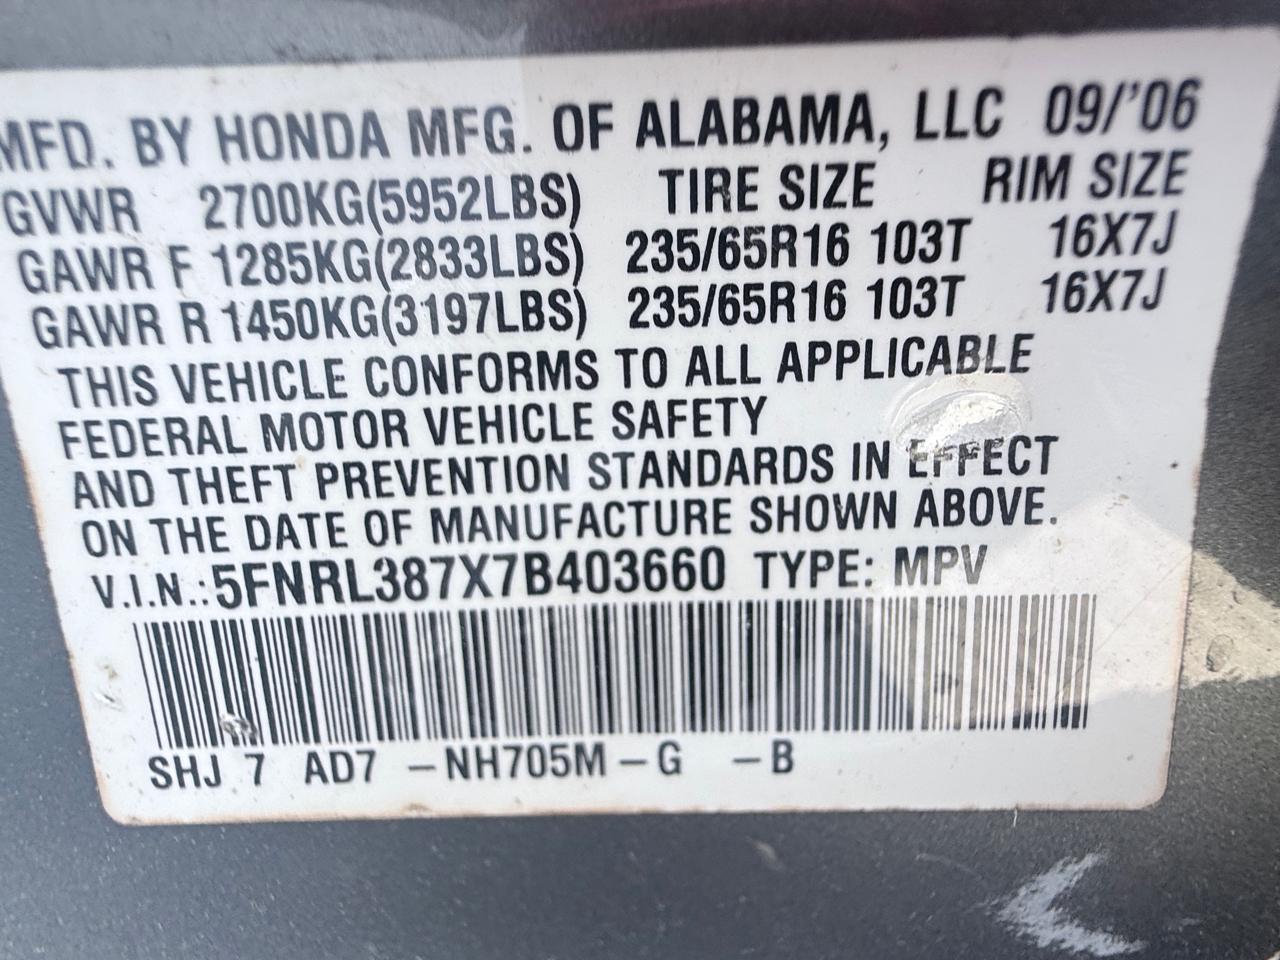 MFD. BY HONDA MFG. OF ALABAMA, LLC 09/'06
GVWR 2700KG(5952LBS) TIRE SIZE RIM SIZE
GAWR F 1285KG(2833LBS) 235/65R16 103T 16X7J
GAWR R 1450KG(3197LBS) 235/65R16 103T 16X7J
THIS VEHICLE CONFORMS TO ALL APPLICABLE
FEDERAL MOTOR VEHICLE SAFETY
AND THEFT PREVENTION STANDARDS IN EFFECT
ON THE DATE OF MANUFACTURE SHOWN ABOVE.
V.I.N.:5FNRL387X7B403660 TYPE: MPV
SHJ 7 AD7 -NH705M-G -B